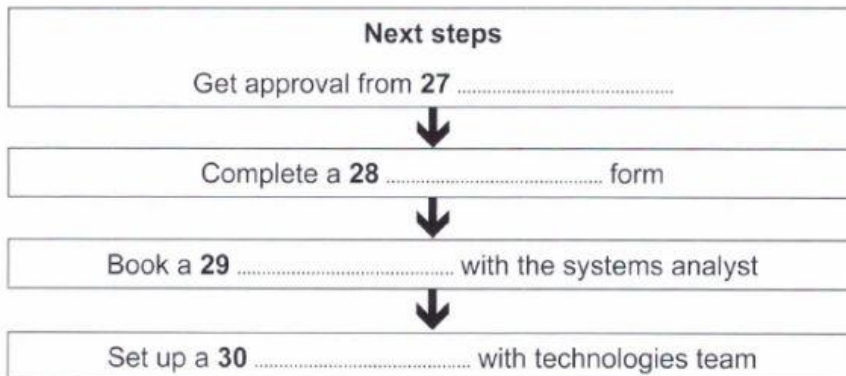 Next steps
Get approval from 27 ....................................
Complete a 28 .................................... form
Book a 29 .................................... with the systems analyst
Set up a 30 .................................... with technologies team